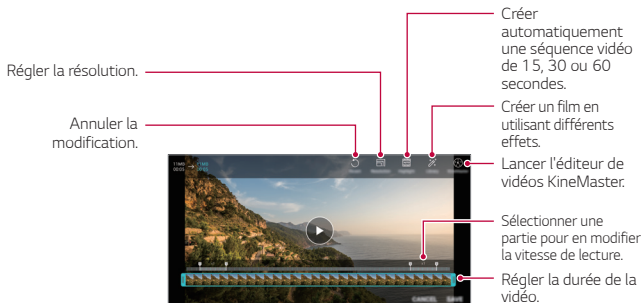 Créer
automatiquement
une séquence vidéo
de 15, 30 ou 60
secondes.
Régler la résolution.
Créer un film en
utilisant différents
effets.
Annuler la
modification.
Lancer l'éditeur de
vidéos KineMaster.
Sélectionner une
partie pour en modifier
la vitesse de lecture.
Régler la durée de la
vidéo.
CANCEL SAVE